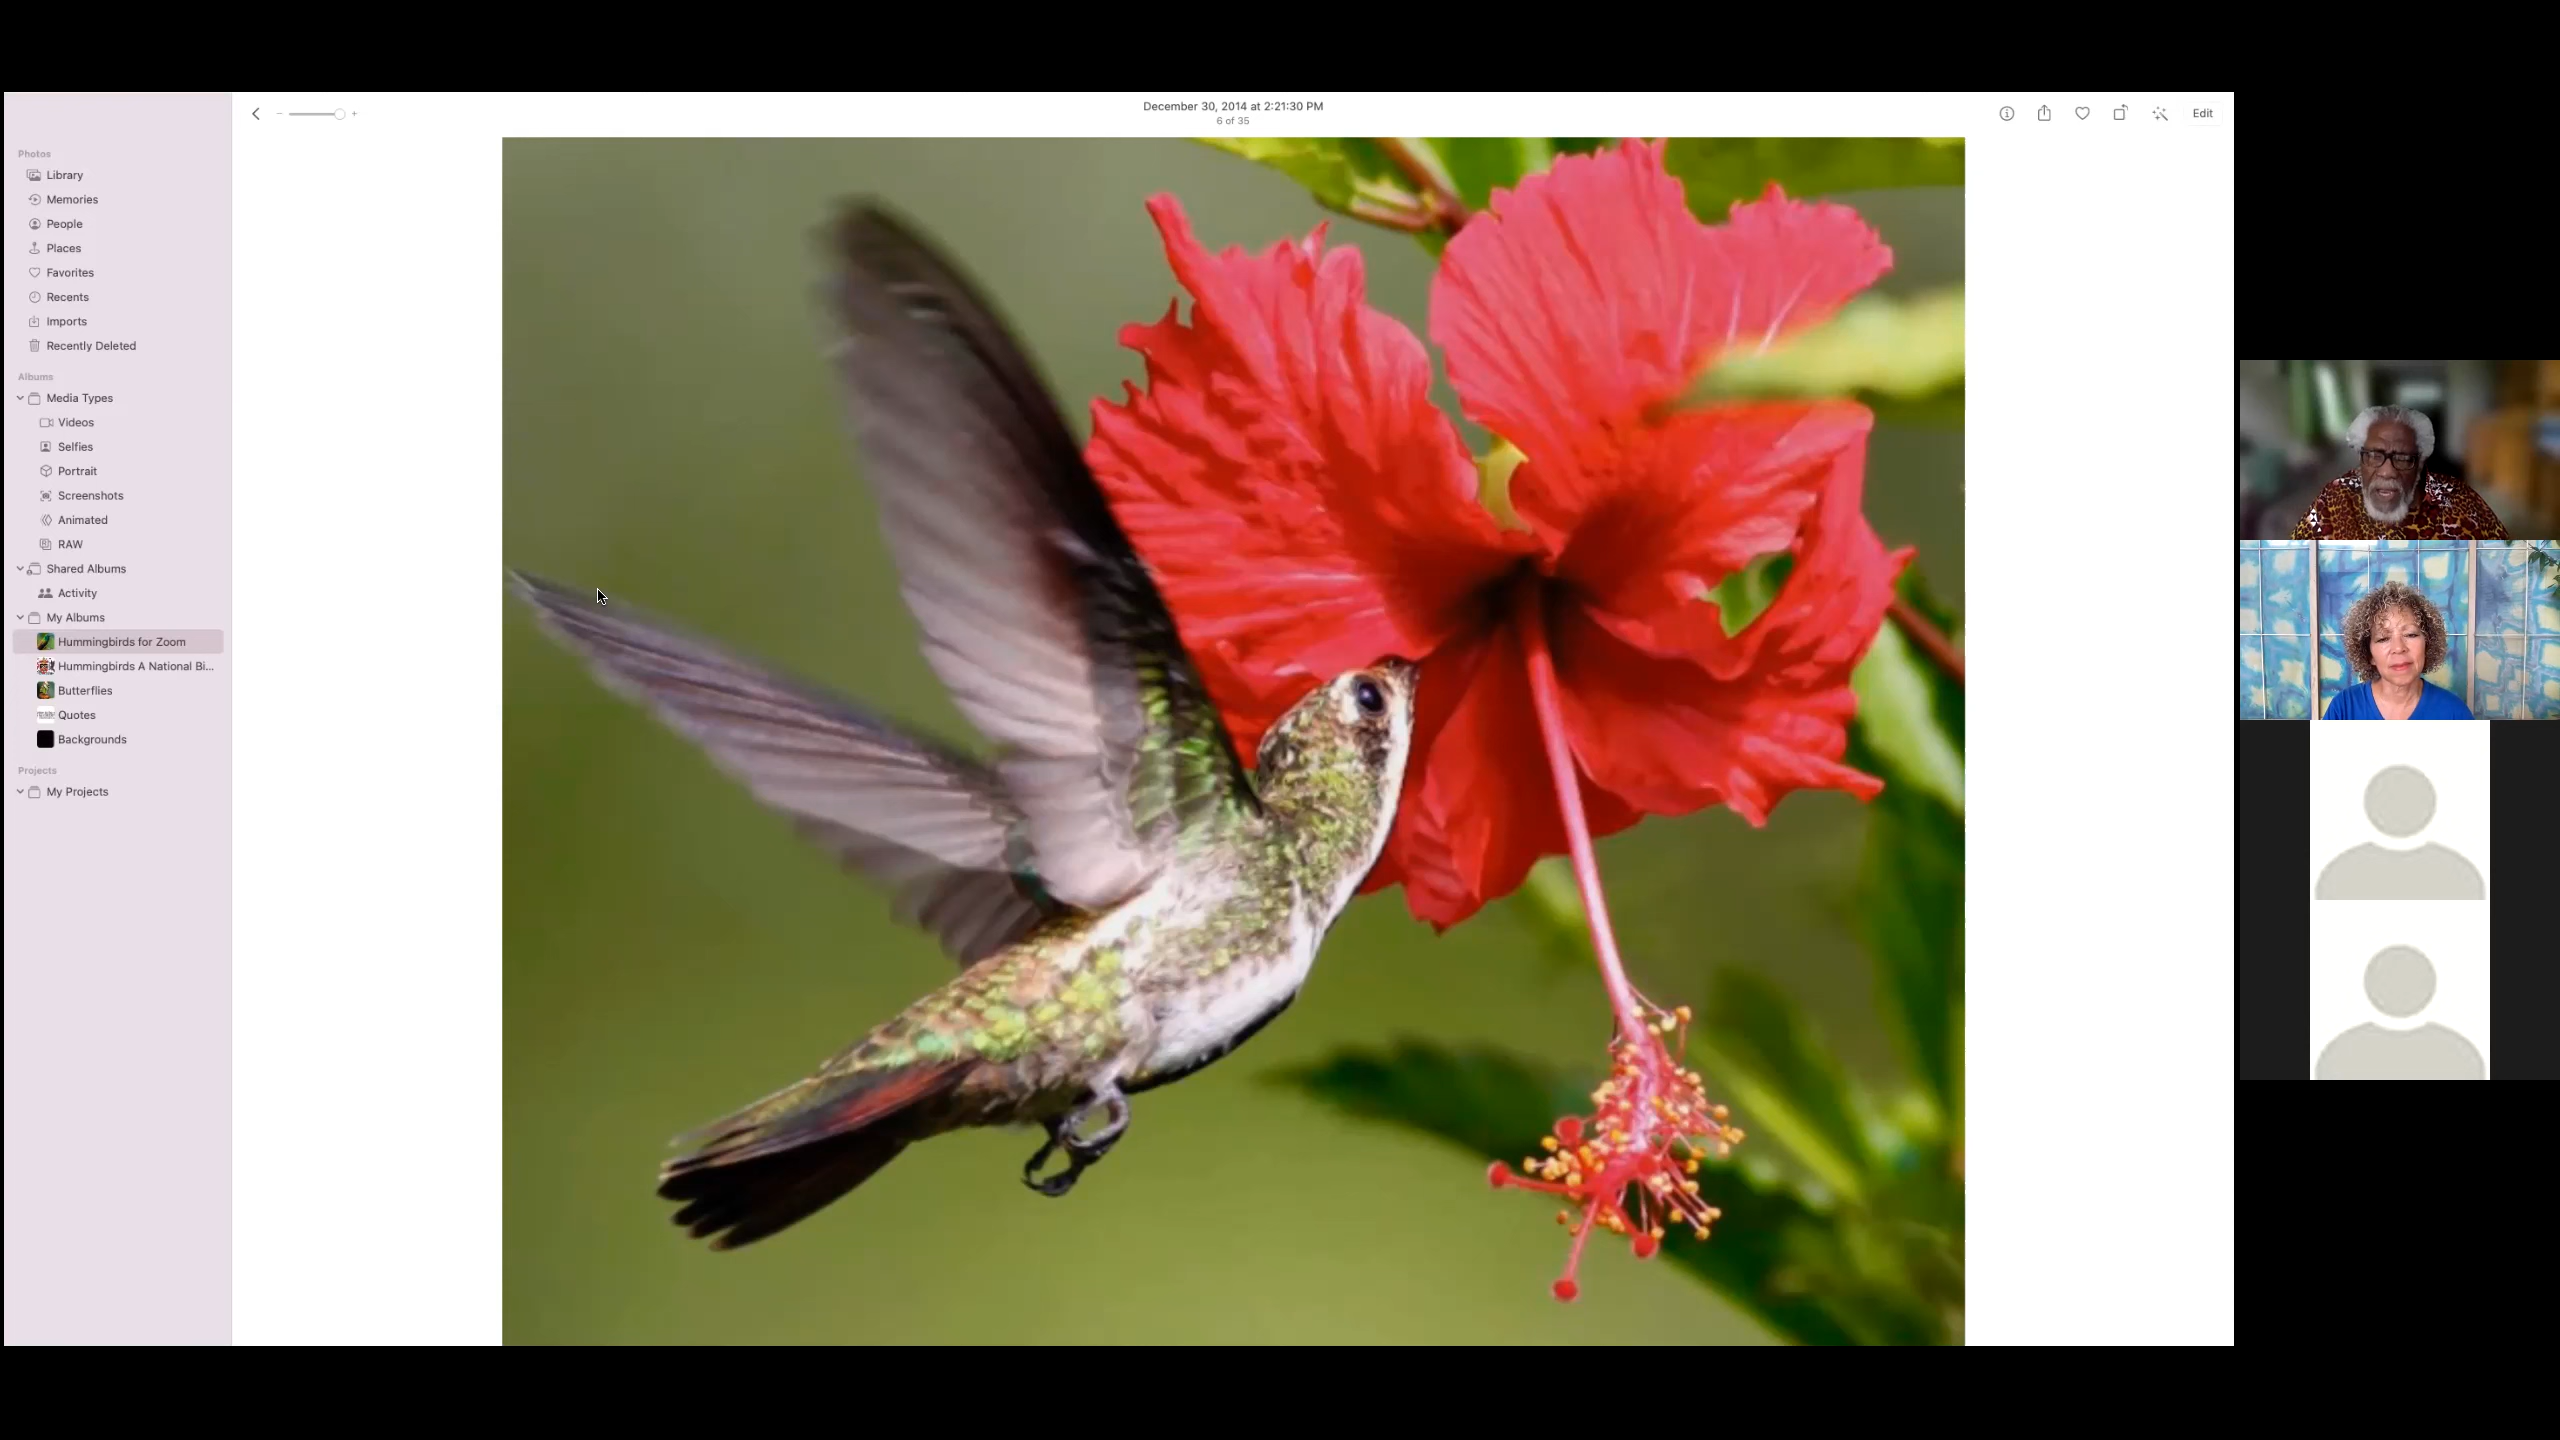 December 30, 2014 at 2:21:30 PM
6 of 35
Edit
Photos
Library
Memories
People
Places
Favorites
Recents
Imports
Recently Deleted
Albums
Media Types
Videos
Selfies
Portrait
Screenshots
Animated
RAW
Shared Albums
Activity
My Albums
Hummingbirds for Zoom
Hummingbirds A National Bi...
Butterflies
Quotes
Backgrounds
Projects
My Projects